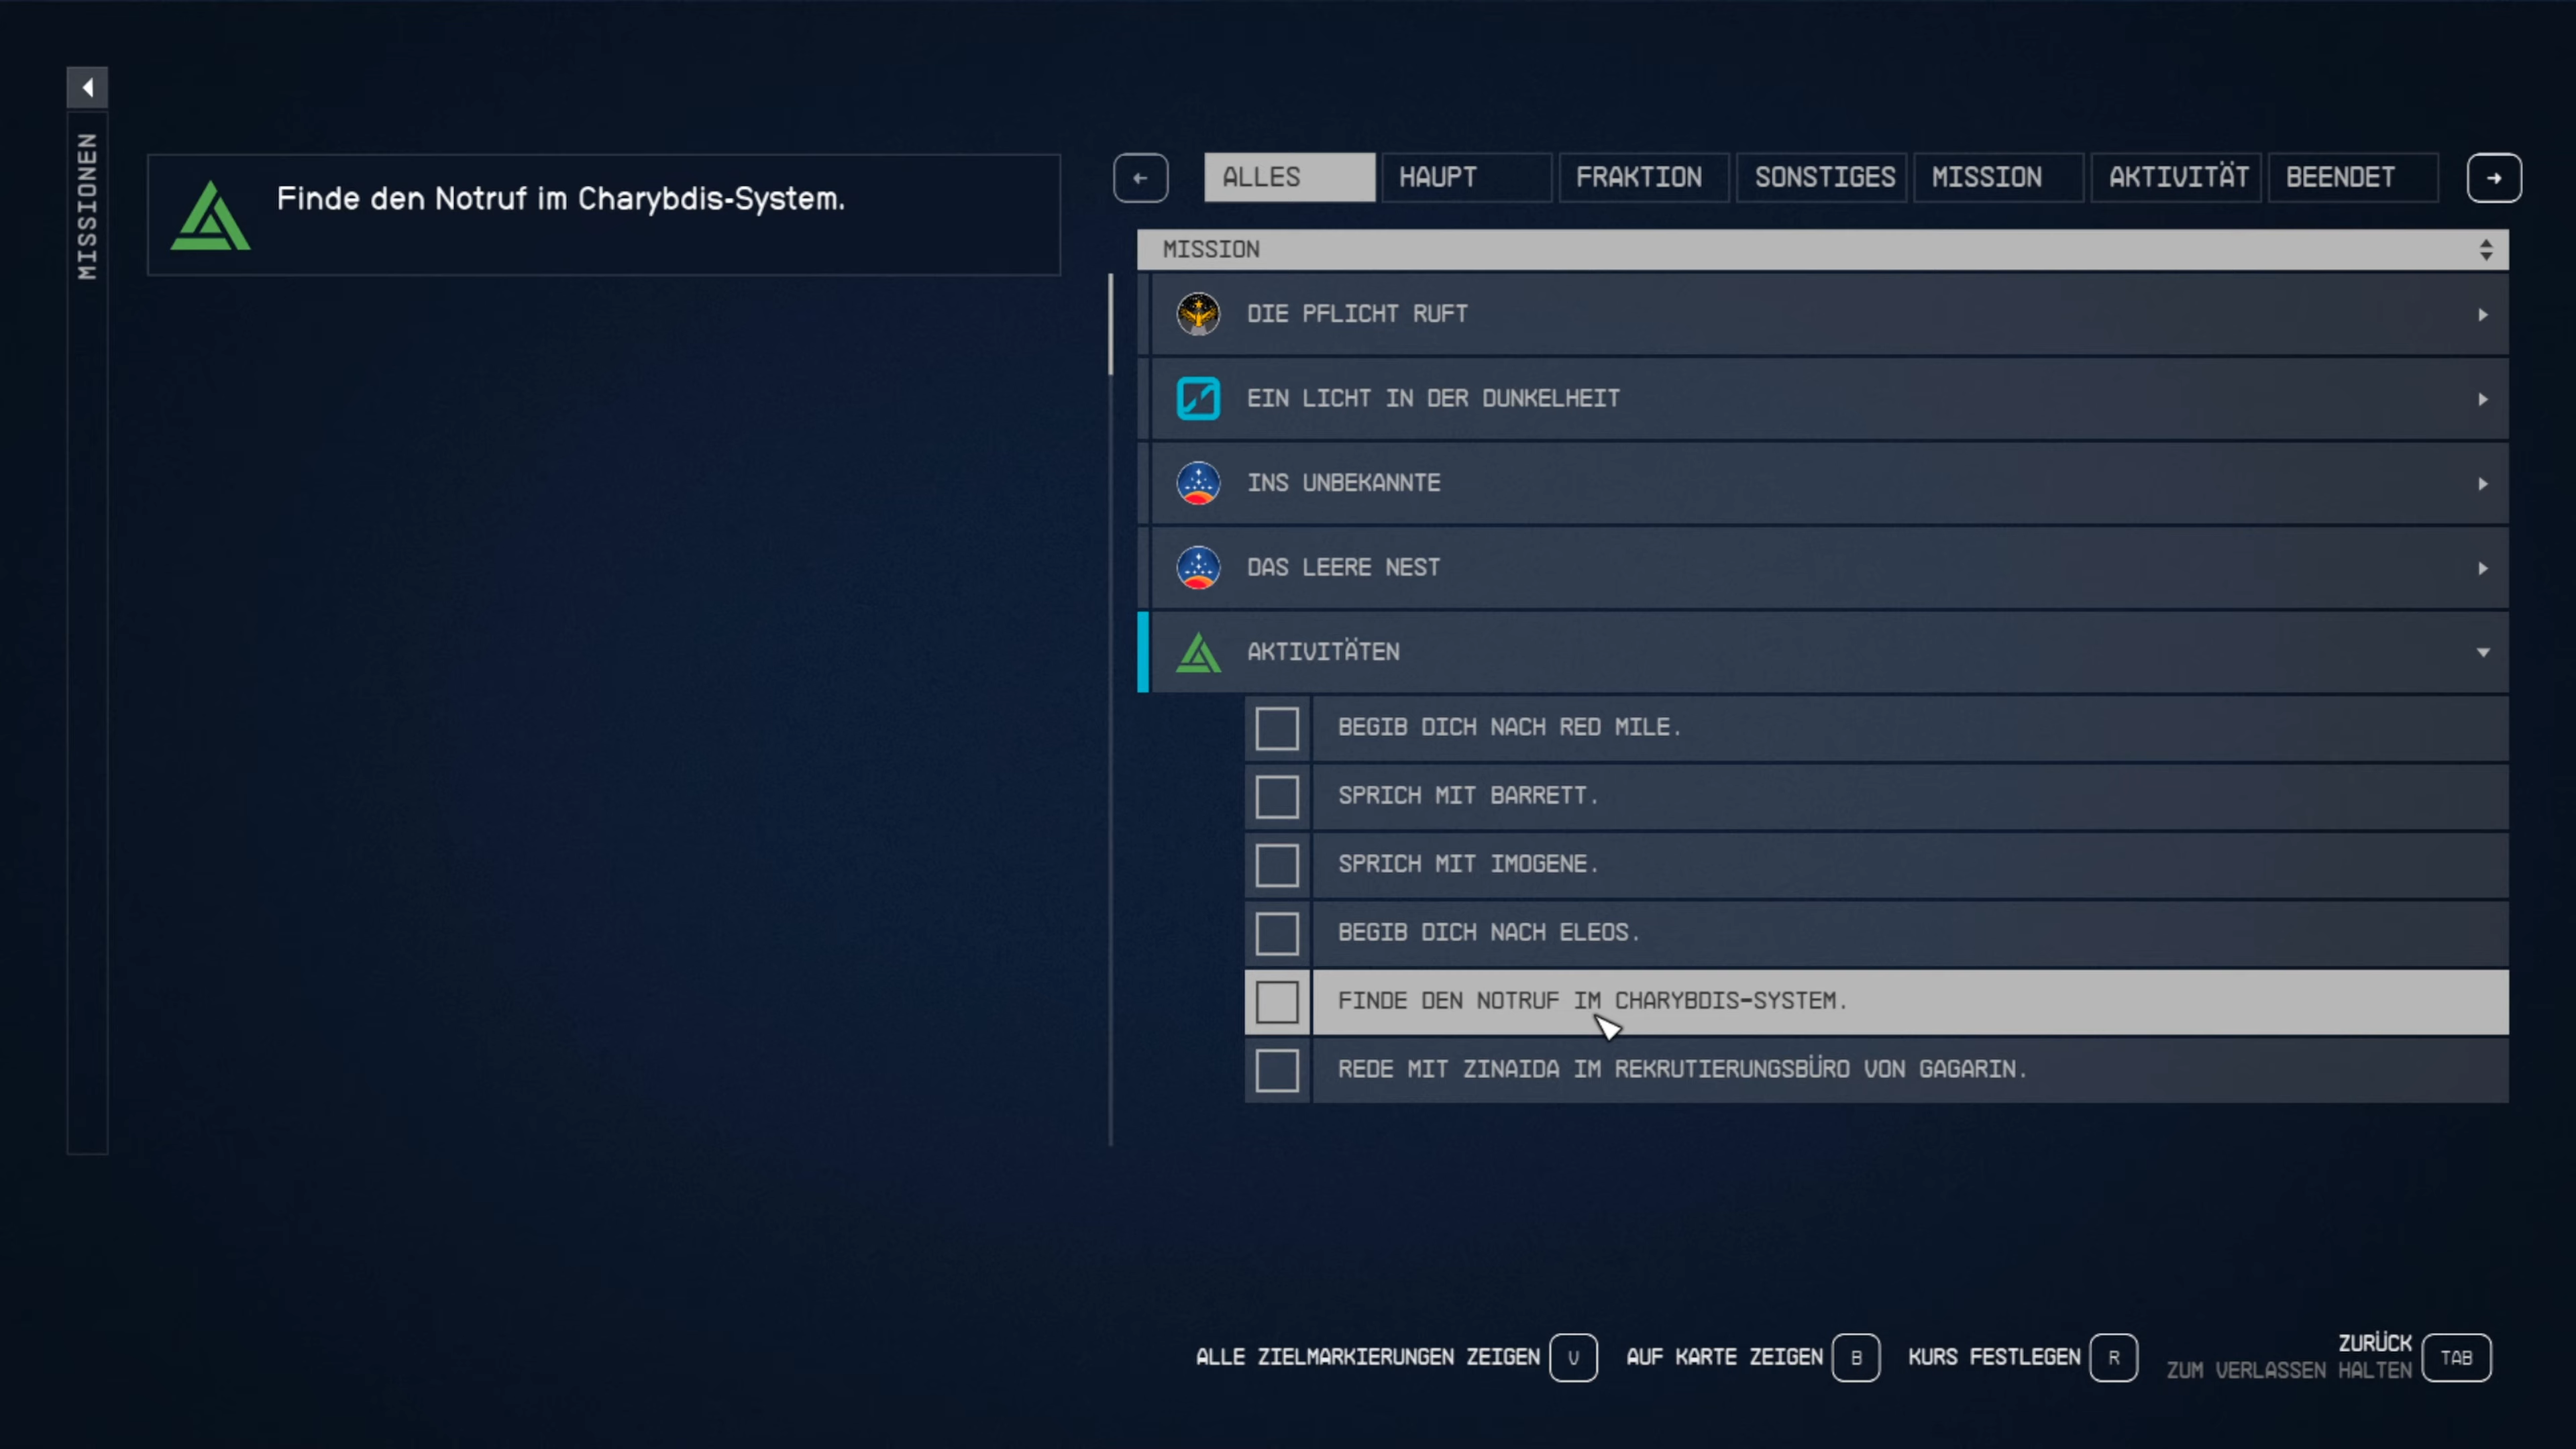 MISSIONEN
Finde den Notruf im Charybdis-System.
ALLES HAUPT FRAKTION SONSTIGES MISSION AKTIVITÄT BEENDET
MISSION
DIE PFLICHT RUFT
EIN LICHT IN DER DUNKELHEIT
INS UNBEKANNTE
DAS LEERE NEST
AKTIVITÄTEN
BEGIB DICH NACH RED MILE.
SPRICH MIT BARRETT.
SPRICH MIT IMOGENE.
BEGIB DICH NACH ELEOS.
FINDE DEN NOTRUF IM CHARYBDIS-SYSTEM.
REDE MIT ZINAIDA IM REKRUTIERUNGSBÜRO VON GAGARIN.
ALLE ZIELMARKIERUNGEN ZEIGEN V AUF KARTE ZEIGEN B KURS FESTLEGEN R ZURÜCK TAB
ZUM VERLASSEN HALTEN